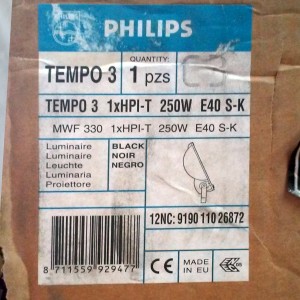 PHILIPS
QUANTITY:
TEMPO 3 1 pzs
TEMPO 3 1xHPI-T 250W E40 S-K
MWF 330 1xHPI-T 250W E40 S-K
Luminaire BLACK
Luminaire NOIR
Leuchte NEGRO
Luminaria
Proiettore
12NC: 9190 110 26872
8 711559 929477
CE MADE IN EU